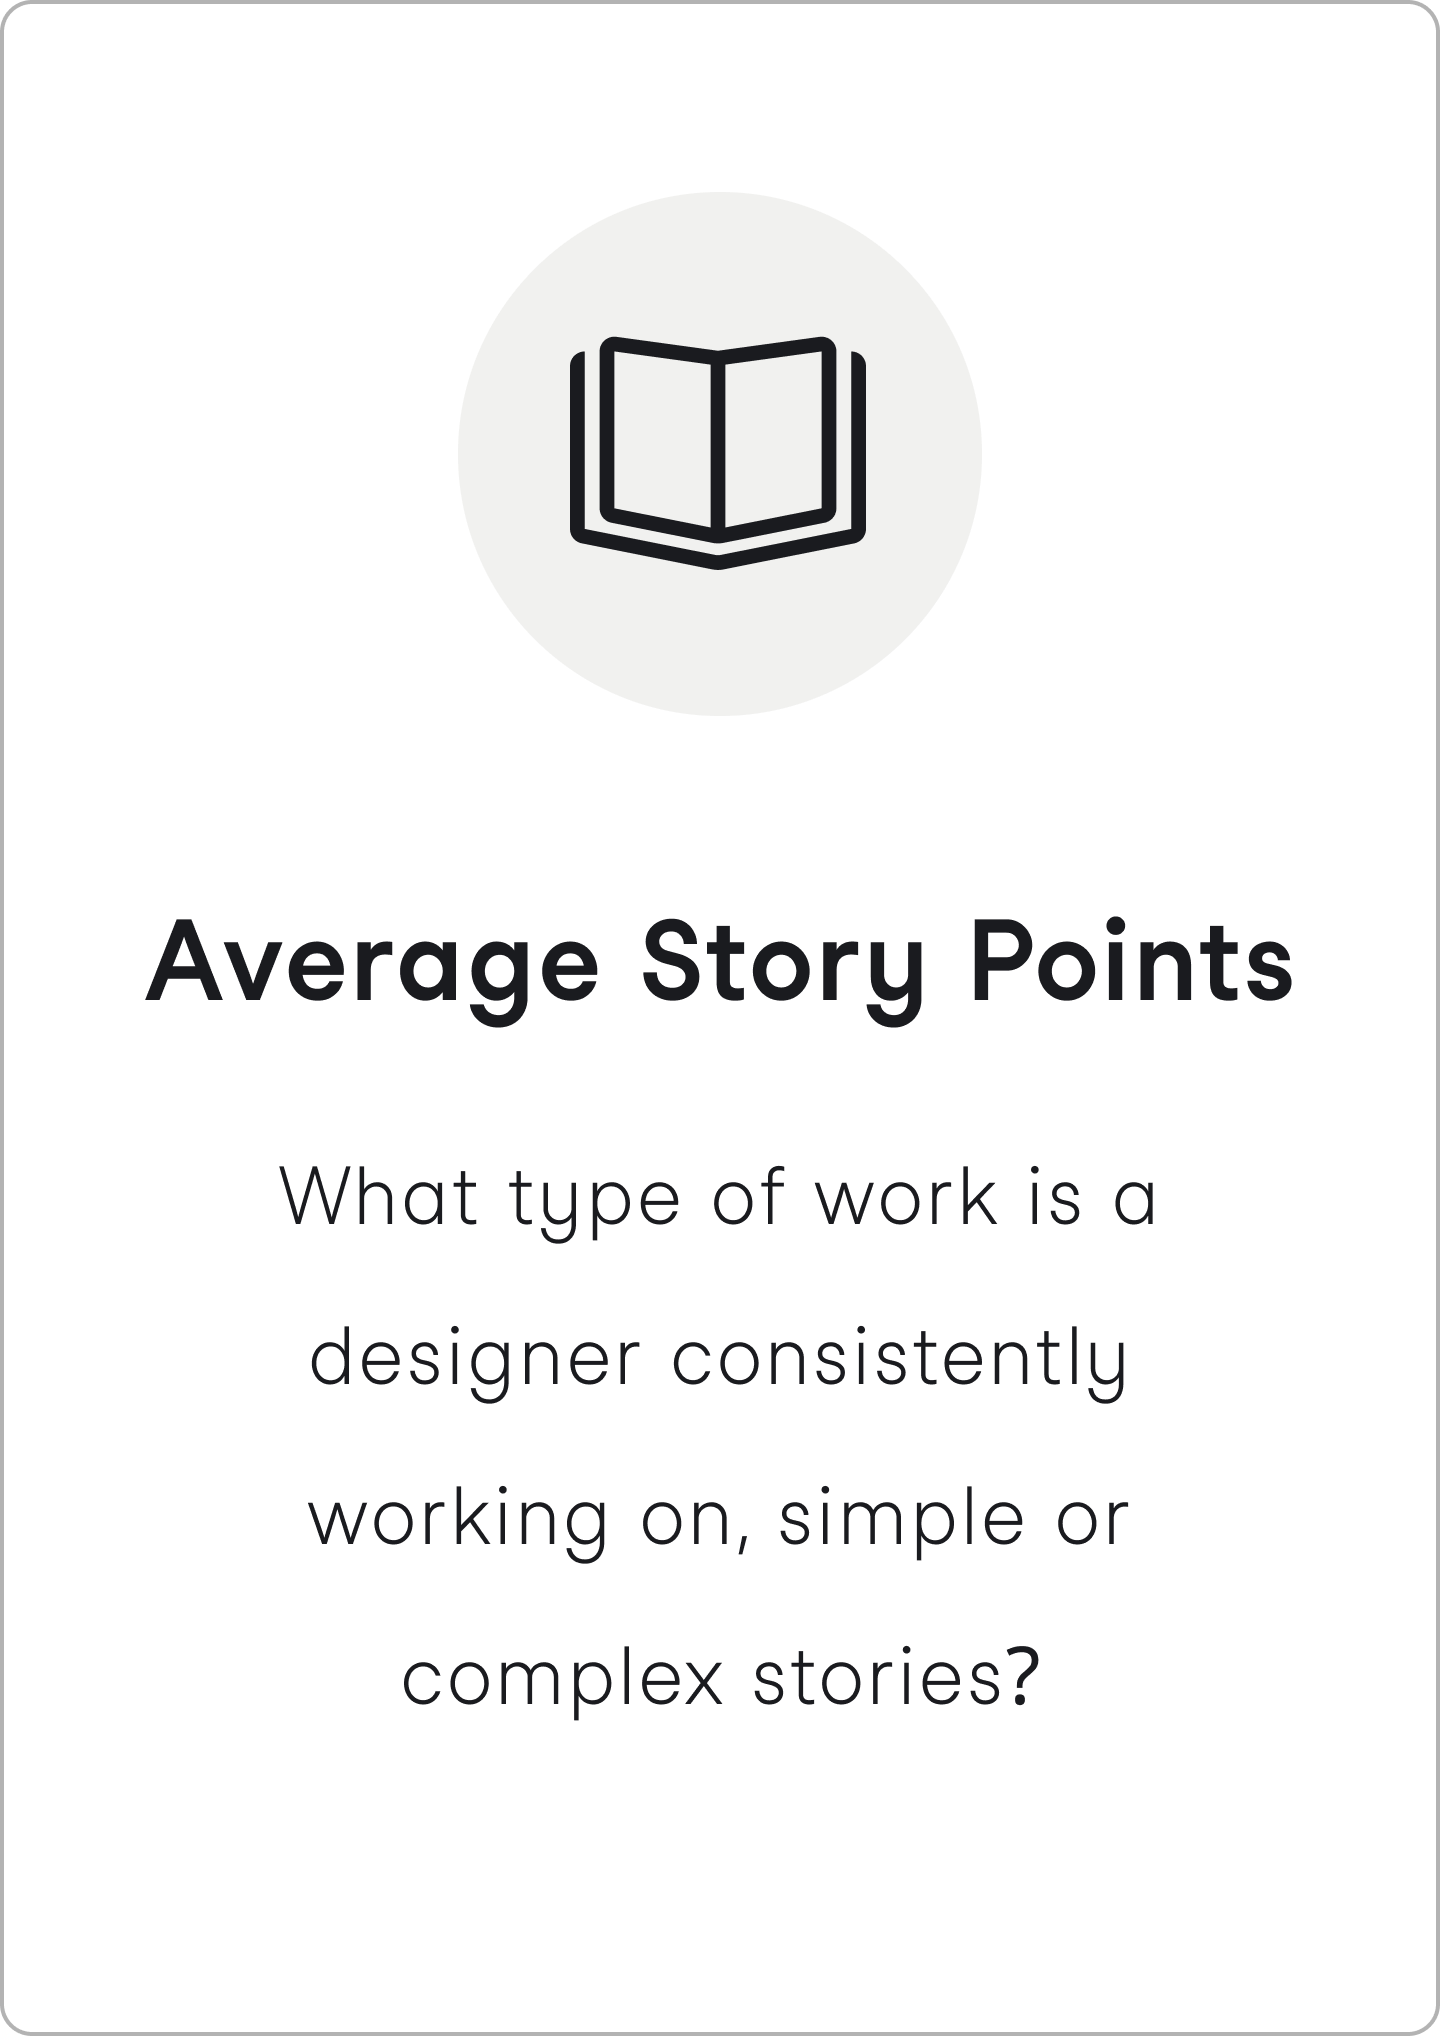 Average Story Points
What type of work is a
designer consistently
working on, simple or
complex stories?